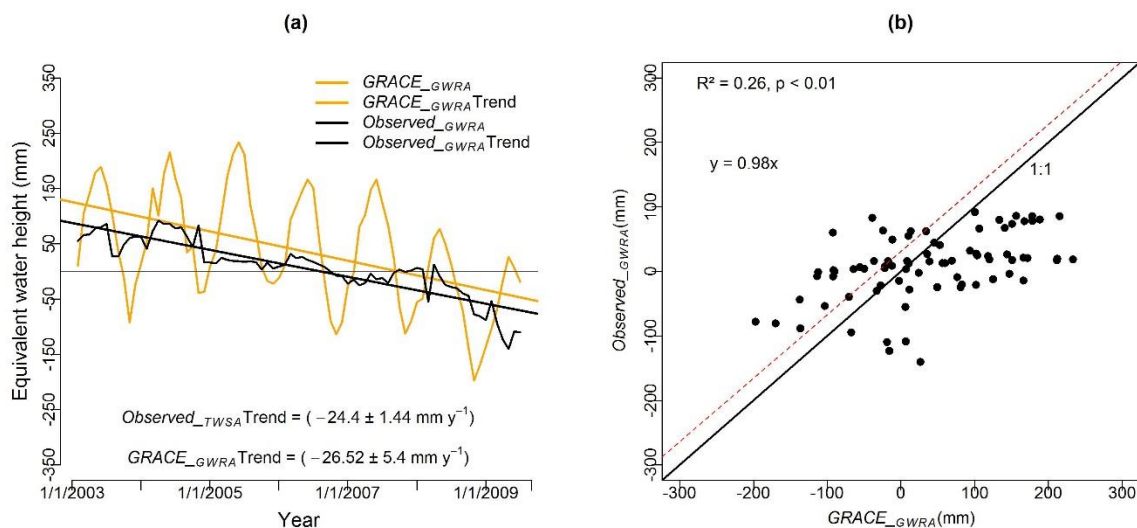 (a)
350
250
150
50
-50
-150
-250
-350
Equivalent water height (mm)
GRACE_GWRA
GRACE_GWRA Trend
Observed_GWRA
Observed_GWRA Trend
Observed_TWSA Trend = ( −24.4 ± 1.44 mm y⁻¹)
GRACE_GWRA Trend = ( −26.52 ± 5.4 mm y⁻¹)
1/1/2003 1/1/2005 1/1/2007 1/1/2009
Year
(b)
300
200
100
0
-100
-200
-300
Observed_GWRA(mm)
R² = 0.26, p < 0.01
y = 0.98x
1:1
-300 -200 -100 0 100 200 300
GRACE_GWRA(mm)